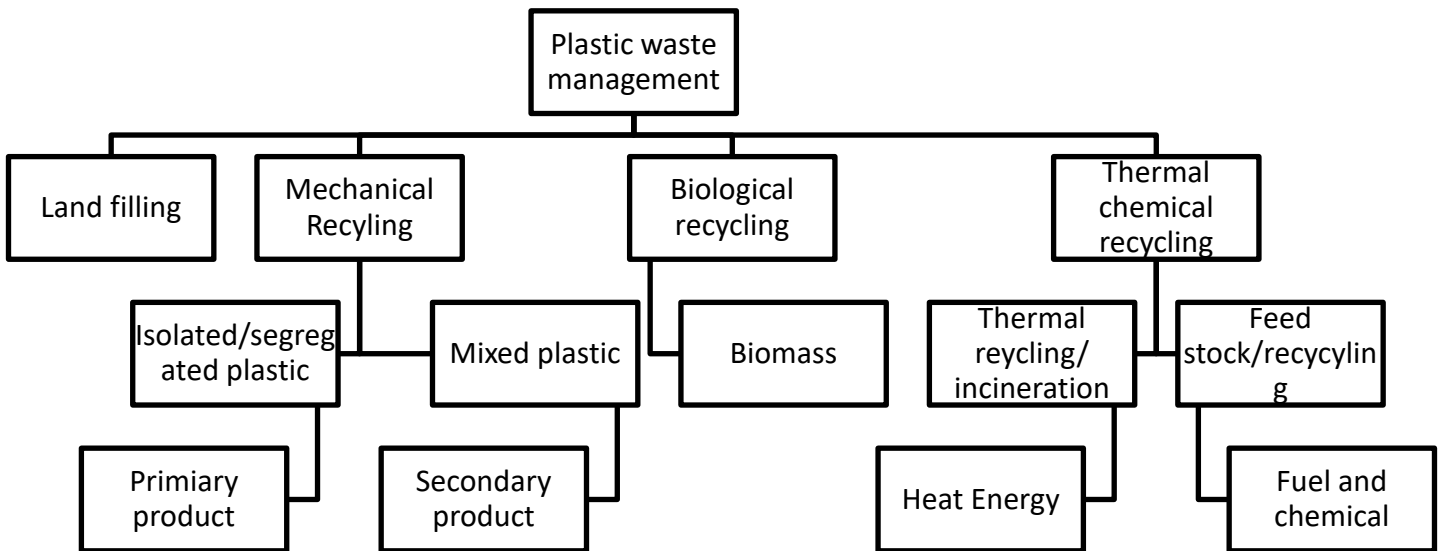 Plastic waste
management
Land filling
Mechanical
Recyling
Biological
recycling
Thermal
chemical
recycling
Isolated/segreg
ated plastic
Mixed plastic
Biomass
Thermal
reycling/
incineration
Feed
stock/recycylin
g
Primiary
product
Secondary
product
Heat Energy
Fuel and
chemical